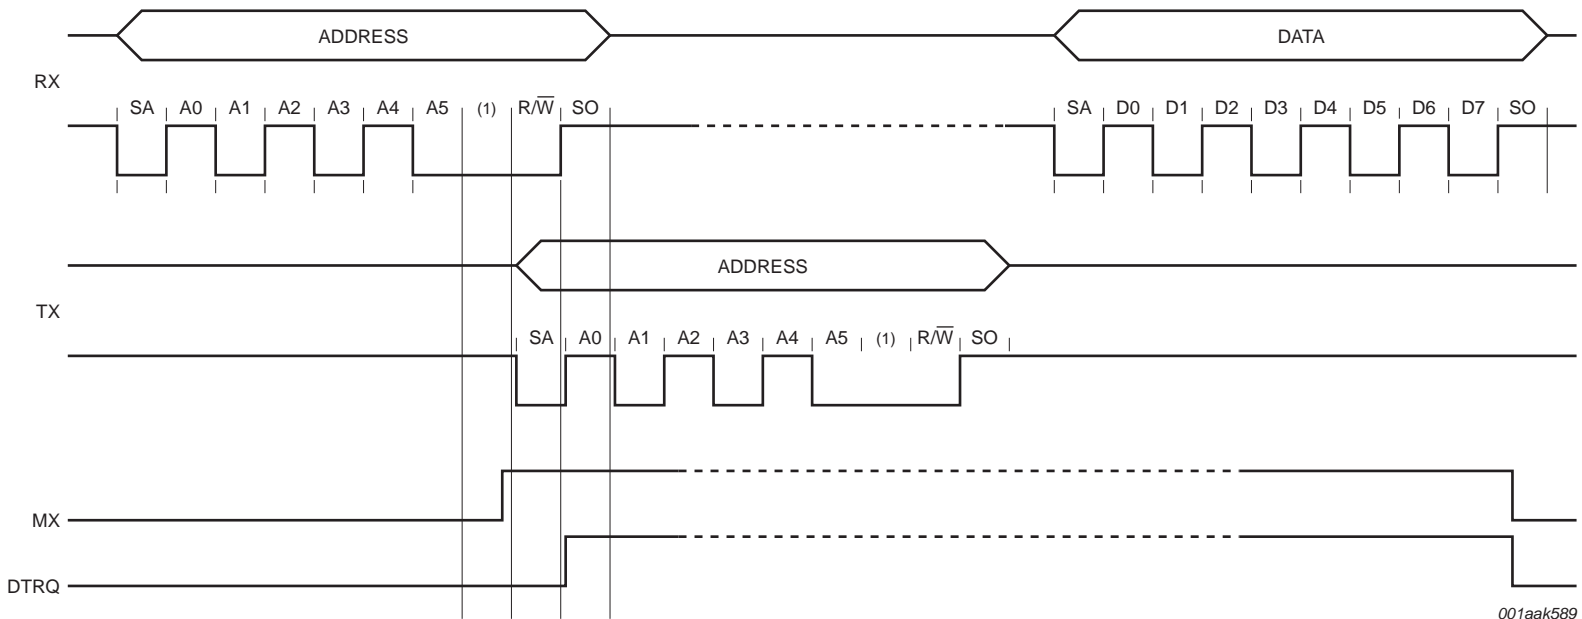 ADDRESS DATA
RX
SA A0 A1 A2 A3 A4 A5 (1) R/W̅ SO SA D0 D1 D2 D3 D4 D5 D6 D7 SO
ADDRESS
TX
SA A0 A1 A2 A3 A4 A5 (1) R/W̅ SO
MX
DTRQ
001aak589